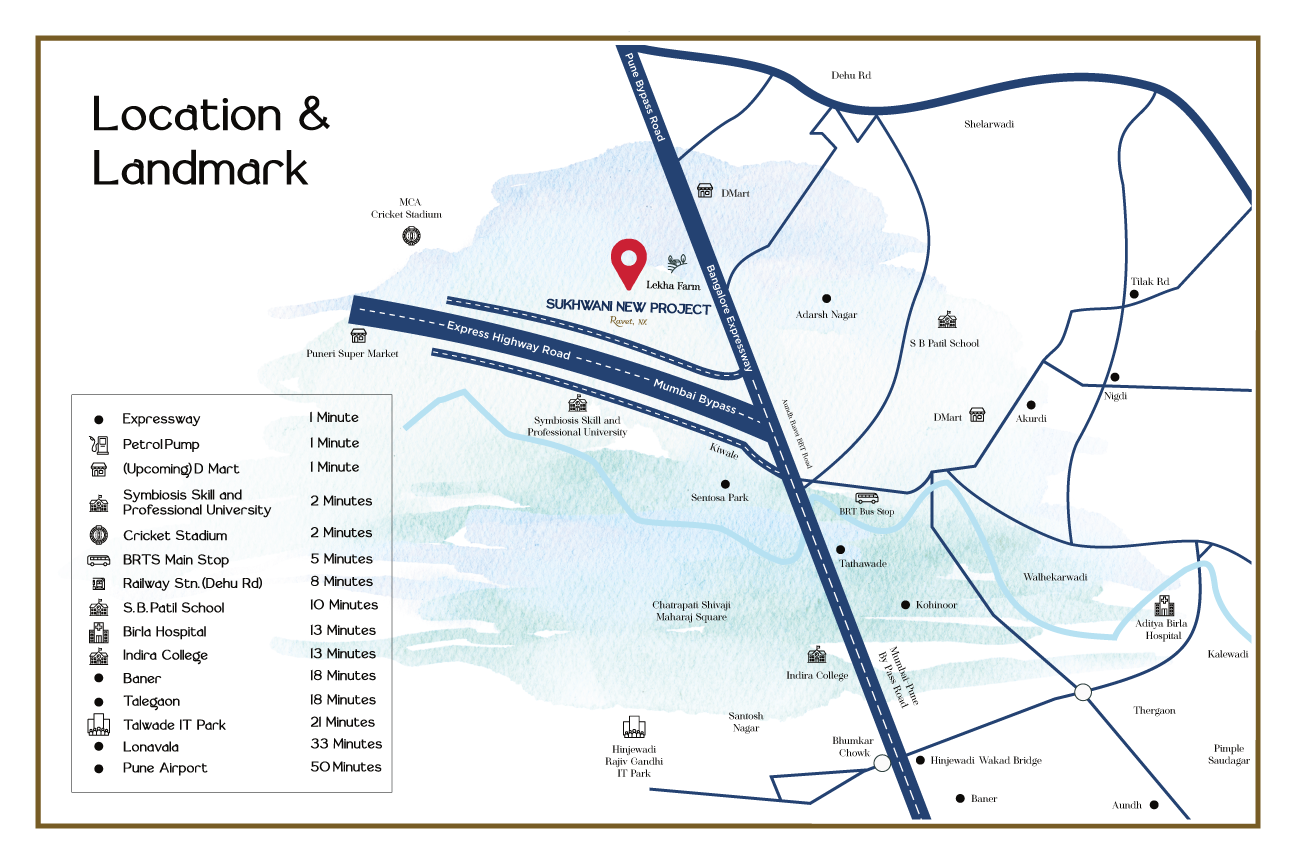 Location &
Landmark
Pune Bypass Road
Dehu Rd
Shelarwadi
DMart
MCA
Cricket Stadium
Lekha Farm
SUKHWANI NEW PROJECT
Bangalore Expressway
Adarsh Nagar
S B Patil School
Tilak Rd
Puneri Super Market
Express Highway Road
Mumbai Bypass
Nigdi
DMart
Akurdi
Symbiosis Skill and
Professional University
Kiwale
Sentosa Park
BRT Bus Stop
Tathawade
Walhekarwadi
Chatrapati Shivaji
Maharaj Square
Kohinoor
Aditya Birla
Hospital
Kalewadi
Indira College
Mumbai-Pune
By Pass Road
Santosh
Nagar
Thergaon
Hinjewadi
Rajiv Gandhi
IT Park
Bhumkar
Chowk
Hinjewadi Wakad Bridge
Pimple
Saudagar
Baner
Aundh
Expressway 1 Minute
Petrol Pump 1 Minute
(Upcoming) D Mart 1 Minute
Symbiosis Skill and
Professional University 2 Minutes
Cricket Stadium 2 Minutes
BRTS Main Stop 5 Minutes
Railway Stn. (Dehu Rd) 8 Minutes
S.B. Patil School 10 Minutes
Birla Hospital 13 Minutes
Indira College 13 Minutes
Baner 18 Minutes
Talegaon 18 Minutes
Talwade IT Park 21 Minutes
Lonavala 33 Minutes
Pune Airport 50 Minutes